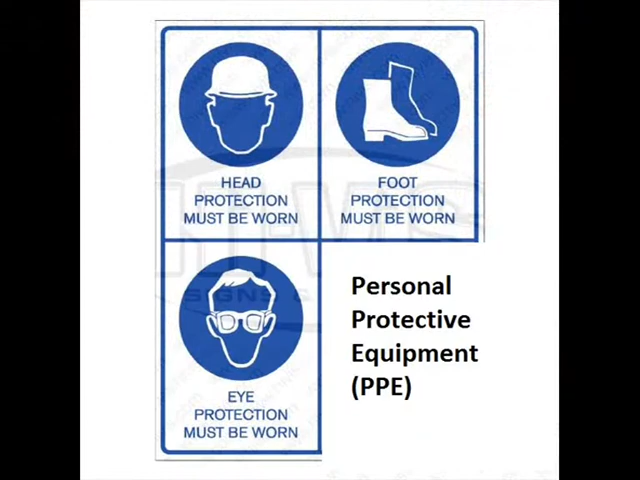 HEAD
PROTECTION
MUST BE WORN
FOOT
PROTECTION
MUST BE WORN
EYE
PROTECTION
MUST BE WORN
Personal
Protective
Equipment
(PPE)
SIGNS &